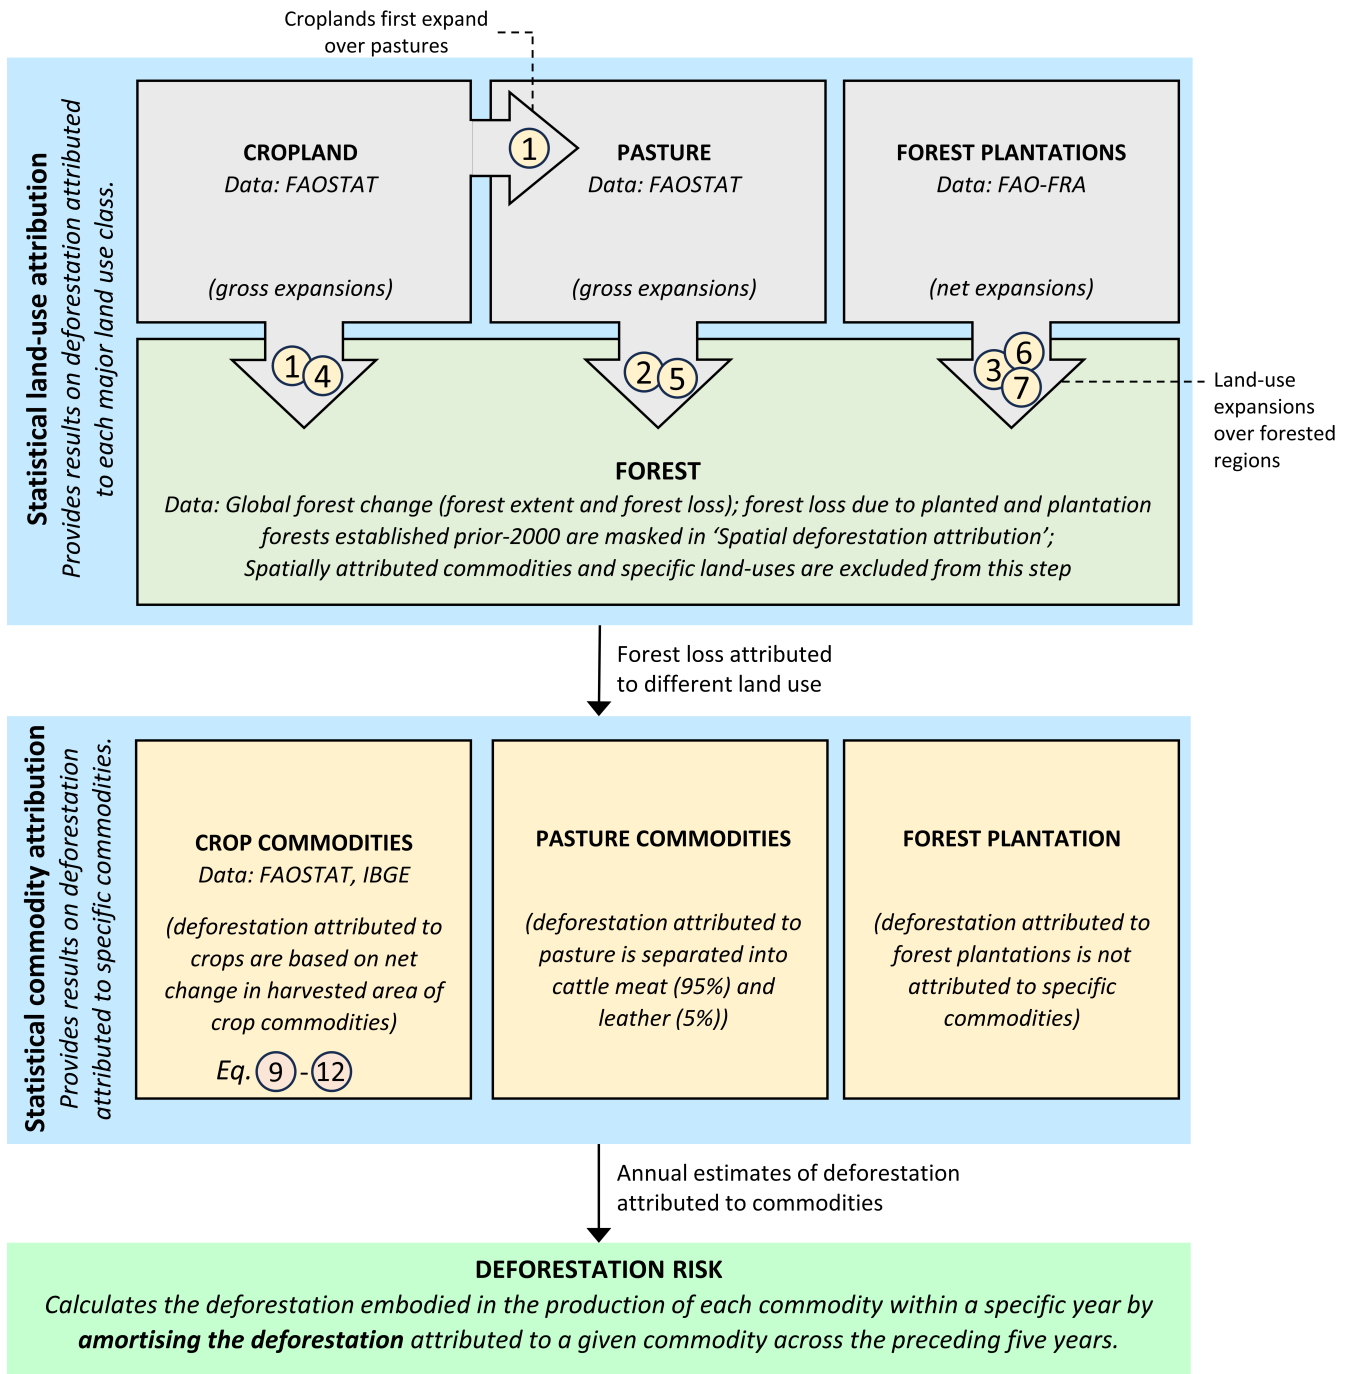 Croplands first expand
over pastures
Statistical land-use attribution
Provides results on deforestation attributed
to each major land use class.
CROPLAND
Data: FAOSTAT
(gross expansions)
1
PASTURE
Data: FAOSTAT
(gross expansions)
FOREST PLANTATIONS
Data: FAO-FRA
(net expansions)
1
4
2
5
3
6
7
Land-use
expansions
over forested
regions
FOREST
Data: Global forest change (forest extent and forest loss); forest loss due to planted and plantation
forests established prior-2000 are masked in ‘Spatial deforestation attribution’;
Spatially attributed commodities and specific land-uses are excluded from this step
Forest loss attributed
to different land use
Statistical commodity attribution
Provides results on deforestation
attributed to specific commodities.
CROP COMMODITIES
Data: FAOSTAT, IBGE
(deforestation attributed to
crops are based on net
change in harvested area of
crop commodities)
Eq. 9 - 12
PASTURE COMMODITIES
(deforestation attributed to
pasture is separated into
cattle meat (95%) and
leather (5%))
FOREST PLANTATION
(deforestation attributed to
forest plantations is not
attributed to specific
commodities)
Annual estimates of deforestation
attributed to commodities
DEFORESTATION RISK
Calculates the deforestation embodied in the production of each commodity within a specific year by
amortising the deforestation attributed to a given commodity across the preceding five years.